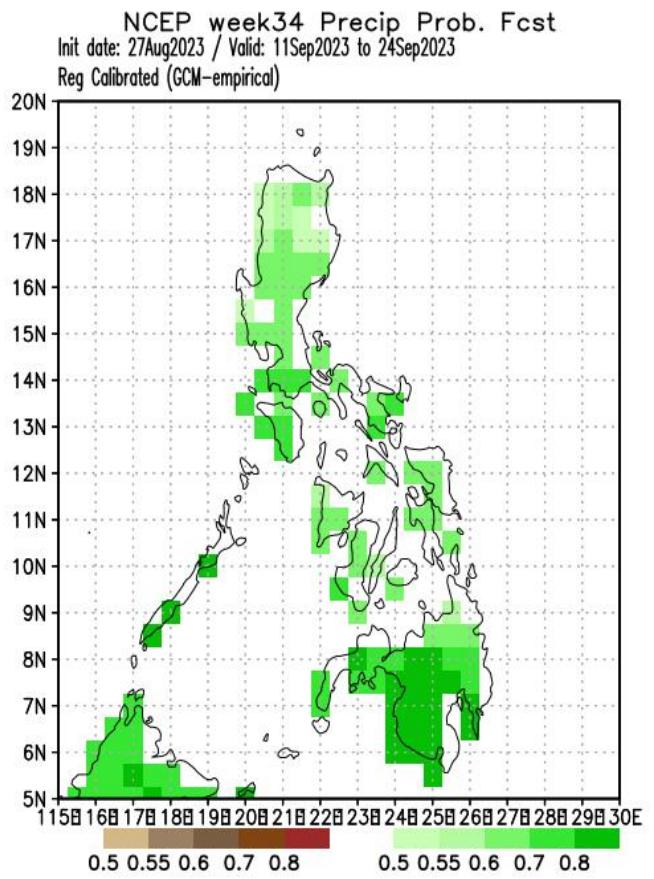 NCEP week34 Precip Prob. Fcst
Init date: 27Aug2023 / Valid: 11Sep2023 to 24Sep2023
Reg Calibrated (GCM-empirical)
20N
19N
18N
17N
16N
15N
14N
13N
12N
11N
10N
9N
8N
7N
6N
5N
115E 116E 117E 118E 119E 120E 121E 122E 123E 124E 125E 126E 127E 128E 129E 130E
0.5 0.55 0.6 0.7 0.8 0.5 0.55 0.6 0.7 0.8